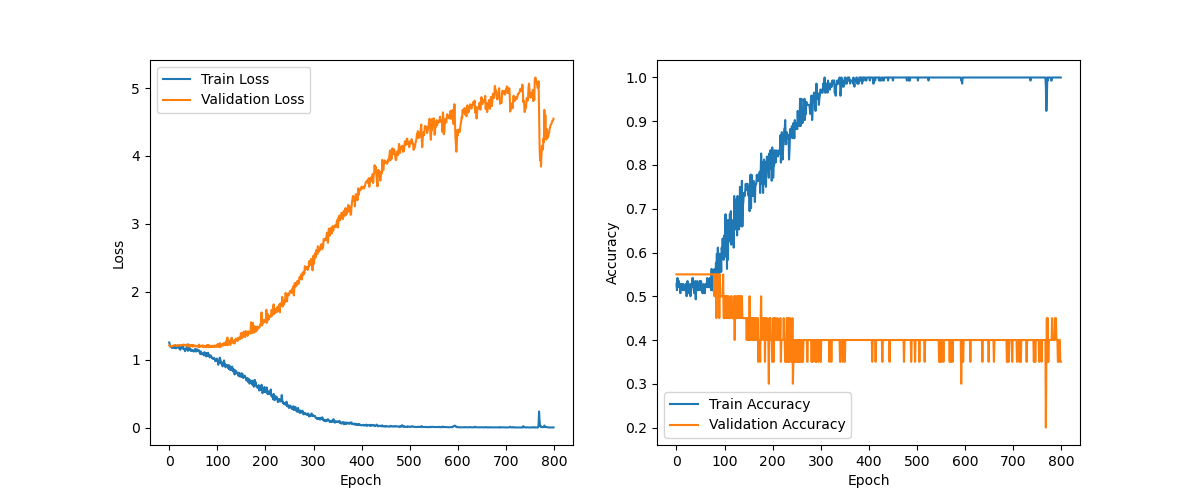 Train Loss
Validation Loss
5
4
3
2
1
0
Loss
0 100 200 300 400 500 600 700 800
Epoch
1.0
0.9
0.8
0.7
0.6
0.5
0.4
0.3
0.2
Accuracy
Train Accuracy
Validation Accuracy
0 100 200 300 400 500 600 700 800
Epoch